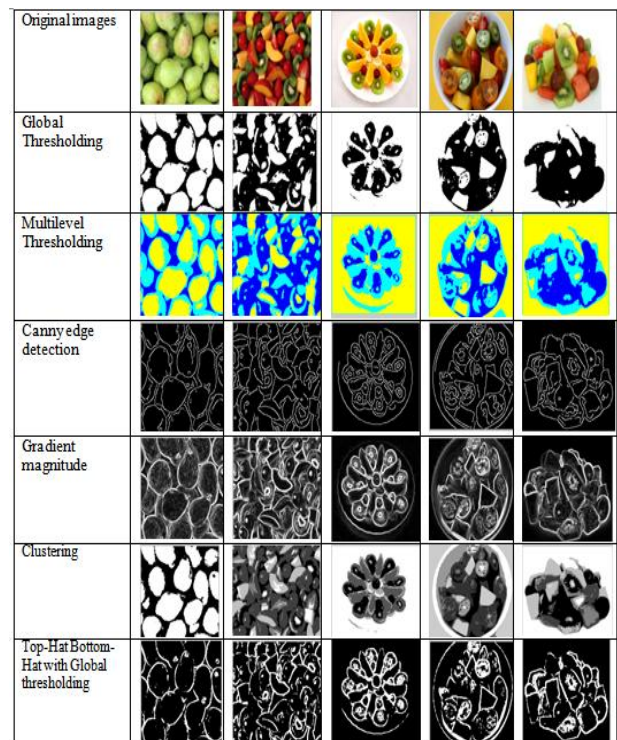 Original images
Global
Thresholding
Multilevel
Thresholding
Canny edge
detection
Gradient
magnitude
Clustering
Top-Hat Bottom-
Hat with Global
thresholding